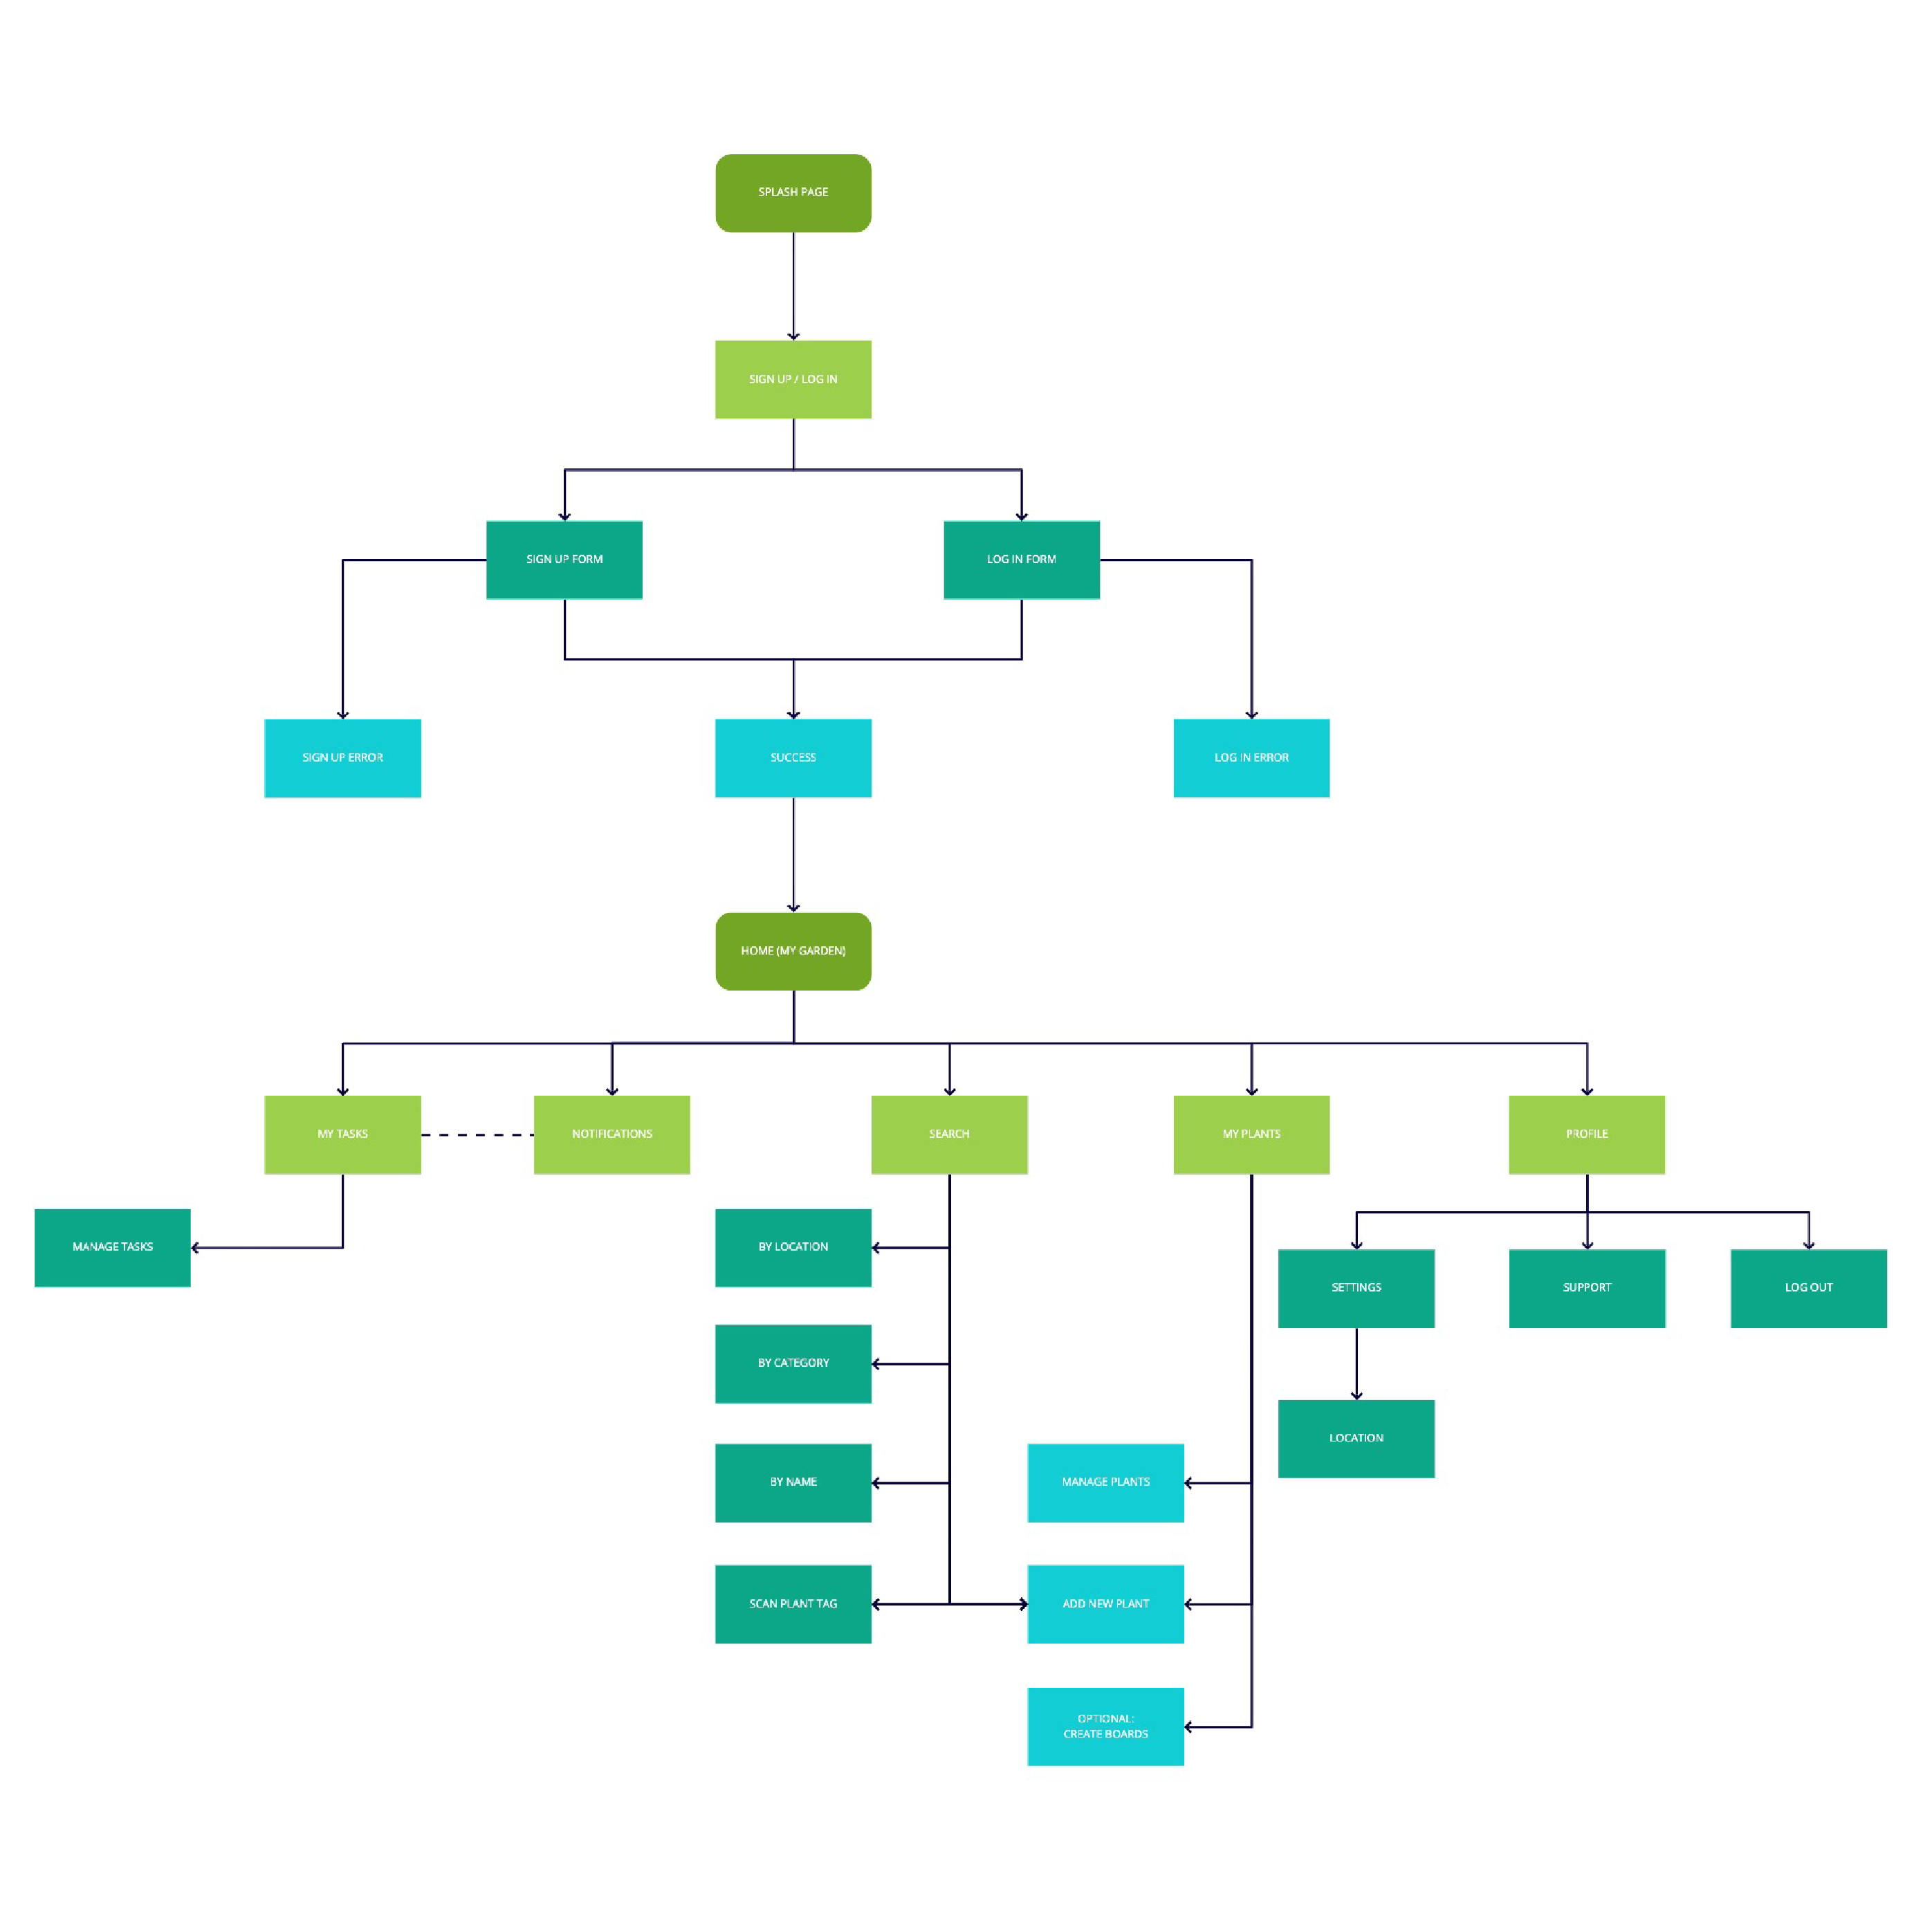 SPLASH PAGE
SIGN UP / LOG IN
SIGN UP FORM
LOG IN FORM
SIGN UP ERROR
SUCCESS
LOG IN ERROR
HOME (MY GARDEN)
MY TASKS
NOTIFICATIONS
SEARCH
MY PLANTS
PROFILE
MANAGE TASKS
BY LOCATION
SETTINGS
SUPPORT
LOG OUT
BY CATEGORY
LOCATION
BY NAME
MANAGE PLANTS
SCAN PLANT TAG
ADD NEW PLANT
OPTIONAL:
CREATE BOARDS